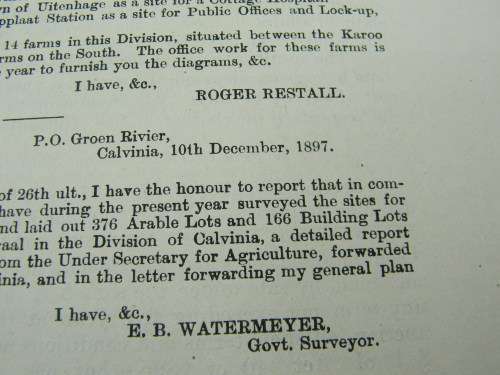 n of Uitenhage as a site for a Cottage Hospital.
pplaat Station as a site for Public Offices and Lock-up,
14 farms in this Division, situated between the Karoo
rms on the South. The office work for these farms is
year to furnish you the diagrams, &c.
I have, &c.,
ROGER RESTALL.
P.O. Groen Rivier,
Calvinia, 10th December, 1897.
of 26th ult., I have the honour to report that in com-
have during the present year surveyed the sites for
nd laid out 376 Arable Lots and 166 Building Lots
raal in the Division of Calvinia, a detailed report
om the Under Secretary for Agriculture, forwarded
inia, and in the letter forwarding my general plan
I have, &c.,
E. B. WATERMEYER,
Govt. Surveyor.